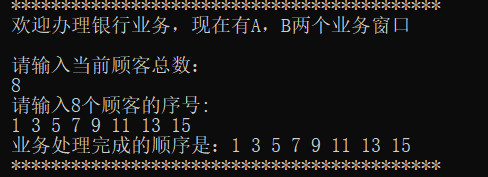 *******************************************
欢迎办理银行业务，现在有A，B两个业务窗口
请输入当前顾客总数：
8
请输入8个顾客的序号：
1 3 5 7 9 11 13 15
业务处理完成的顺序是：1 3 5 7 9 11 13 15
*******************************************